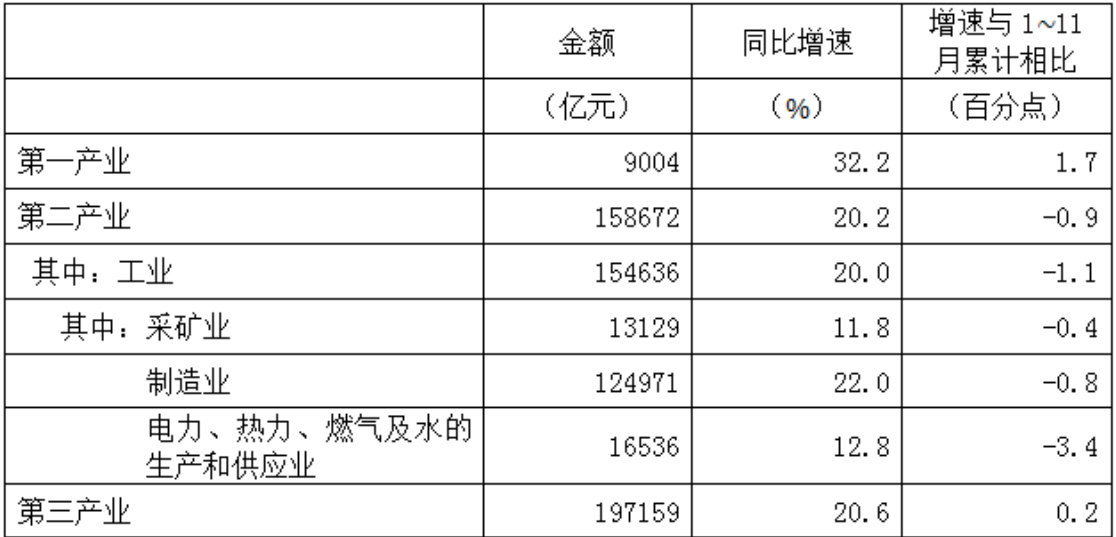 金额 同比增速 增速与1~11
月累计相比
（亿元） （%） （百分点）
第一产业 9004 32.2 1.7
第二产业 158672 20.2 -0.9
其中：工业 154636 20.0 -1.1
其中：采矿业 13129 11.8 -0.4
制造业 124971 22.0 -0.8
电力、热力、燃气及水的
生产和供应业 16536 12.8 -3.4
第三产业 197159 20.6 0.2